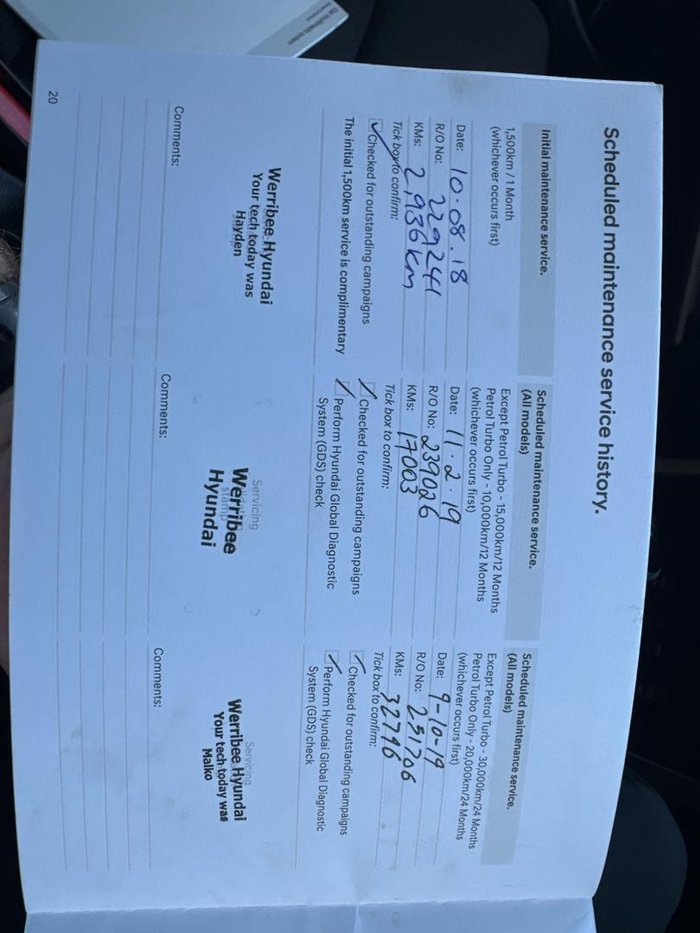 Scheduled maintenance service history.
Initial maintenance service.
1,500km / 1 Month
(whichever occurs first)
Date: 10.08.18
R/O No: 229241
KMs: 2,936km
Tick box to confirm:
Checked for outstanding campaigns
The initial 1,500km service is complimentary
Werribee Hyundai
Your tech today was
Hayden
Comments:
Scheduled maintenance service.
(All models)
Except Petrol Turbo - 15,000km/12 Months
Petrol Turbo Only - 10,000km/12 Months
(whichever occurs first)
Date: 11.2.19
R/O No: 239026
KMs: 17003
Tick box to confirm:
Checked for outstanding campaigns
Perform Hyundai Global Diagnostic
System (GDS) check
Servicing
Werribee
Hyundai
Comments:
Scheduled maintenance service.
(All models)
Except Petrol Turbo - 30,000km/24 Months
Petrol Turbo Only - 20,000km/24 Months
(whichever occurs first)
Date: 9-10-19
R/O No: 251706
KMs: 32746
Tick box to confirm:
Checked for outstanding campaigns
Perform Hyundai Global Diagnostic
System (GDS) check
Servicing
Werribee Hyundai
Your tech today was
Malko
Comments:
20